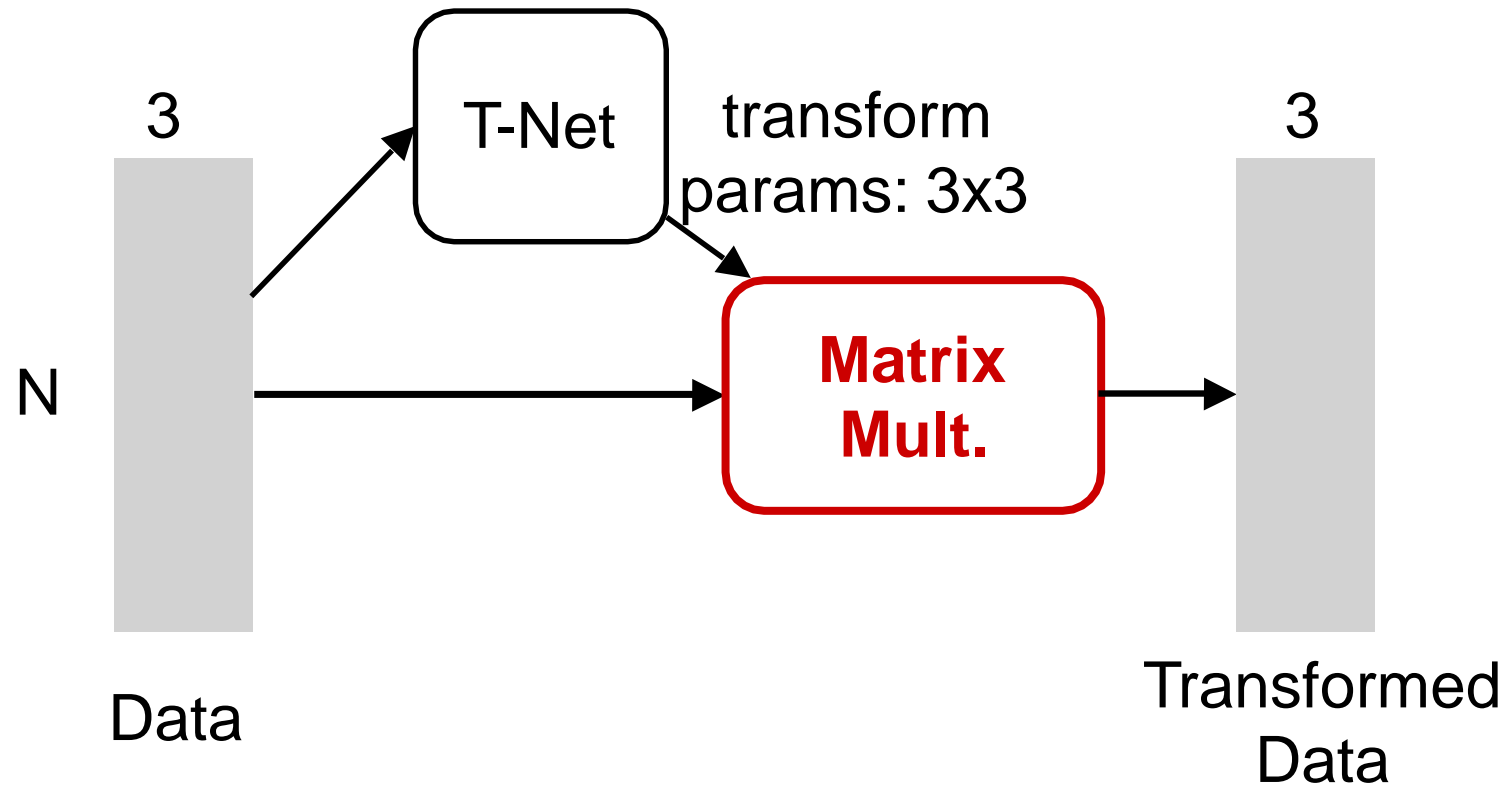 3
T-Net
transform
params: 3x3
3
N
Matrix
Mult.
Data
Transformed
Data